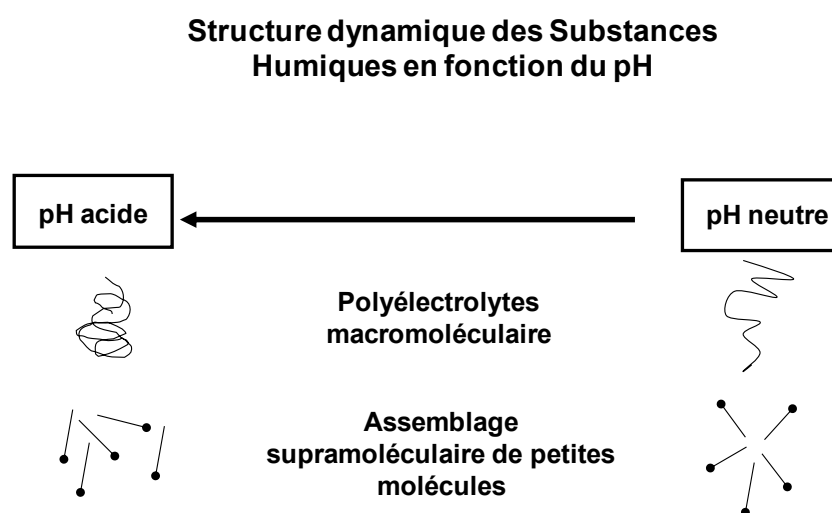 Structure dynamique des Substances
Humiques en fonction du pH
pH acide
pH neutre
Polyélectrolytes
macromoléculaire
Assemblage
supramoléculaire de petites
molécules